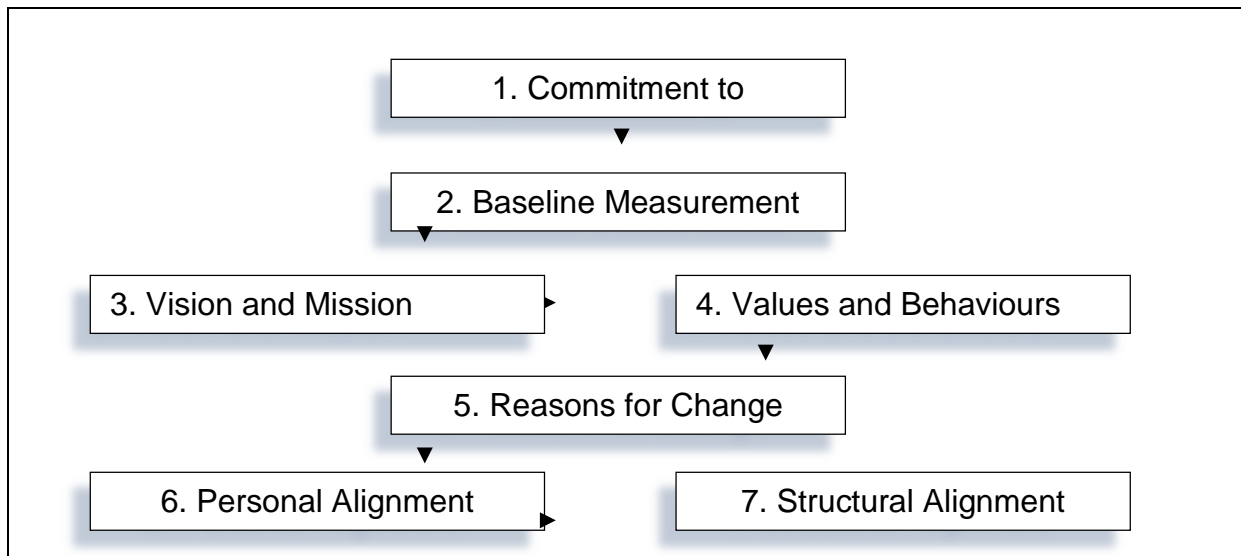 1. Commitment to
2. Baseline Measurement
3. Vision and Mission
4. Values and Behaviours
5. Reasons for Change
6. Personal Alignment
7. Structural Alignment